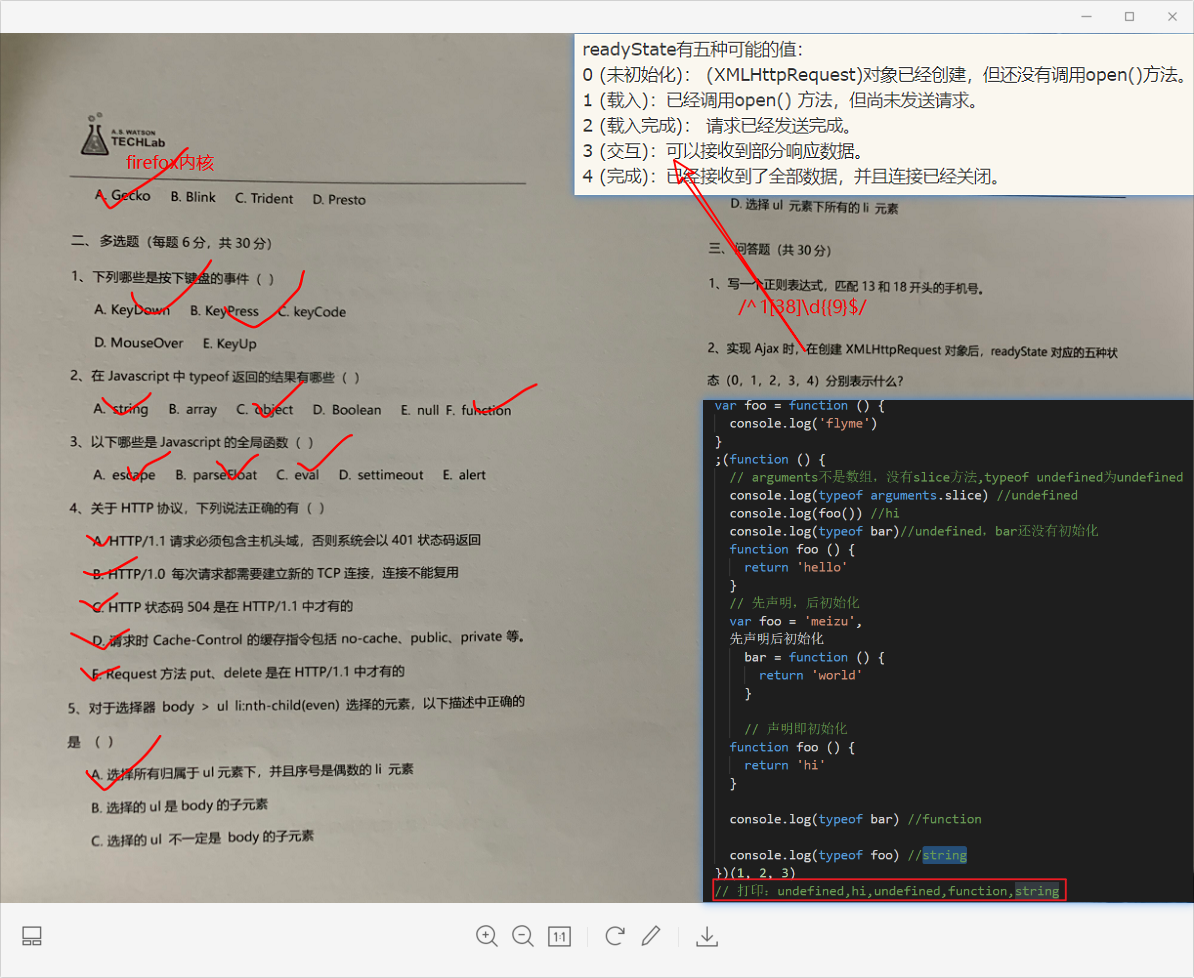 A.S. WATSON
TECHLab
firefox内核
A. Gecko B. Blink C. Trident D. Presto
二、多选题（每题 6 分，共 30 分）
1、下列哪些是按下键盘的事件（ ）
A. KeyDown B. KeyPress C. keyCode
D. MouseOver E. KeyUp
2、在 Javascript 中 typeof 返回的结果有哪些（ ）
A. string B. array C. object D. Boolean E. null F. function
3、以下哪些是 Javascript 的全局函数（ ）
A. escape B. parseFloat C. eval D. settimeout E. alert
4、关于 HTTP 协议，下列说法正确的有（ ）
A. HTTP/1.1 请求必须包含主机头域，否则系统会以 401 状态码返回
B. HTTP/1.0 每次请求都需要建立新的 TCP 连接，连接不能复用
C. HTTP 状态码 504 是在 HTTP/1.1 中才有的
D. 请求时 Cache-Control 的缓存指令包括 no-cache、public、private 等。
E. Request 方法 put、delete 是在 HTTP/1.1 中才有的
5、对于选择器 body > ul li:nth-child(even) 选择的元素，以下描述中正确的
是 （ ）
A. 选择所有归属于 ul 元素下，并且序号是偶数的 li 元素
B. 选择的 ul 是 body 的子元素
C. 选择的 ul 不一定是 body 的子元素
readyState有五种可能的值：
0 (未初始化)： (XMLHttpRequest)对象已经创建，但还没有调用open()方法。
1 (载入)：已经调用open() 方法，但尚未发送请求。
2 (载入完成)： 请求已经发送完成。
3 (交互)：可以接收到部分响应数据。
4 (完成)：已经接收到了全部数据，并且连接已经关闭。
D. 选择 ul 元素下所有的 li 元素
三、问答题（共 30 分）
1、写一个正则表达式，匹配 13 和 18 开头的手机号。
/^1[38]\d{{9}$/
2、实现 Ajax 时，在创建 XMLHttpRequest 对象后，readyState 对应的五种状
态（0，1，2，3，4）分别表示什么？
var foo = function () {
console.log('flyme')
}
;(function () {
// arguments不是数组，没有slice方法,typeof undefined为undefined
console.log(typeof arguments.slice) //undefined
console.log(foo()) //hi
console.log(typeof bar)//undefined，bar还没有初始化
function foo () {
return 'hello'
}
// 先声明，后初始化
var foo = 'meizu',
先声明后初始化
bar = function () {
return 'world'
}
// 声明即初始化
function foo () {
return 'hi'
}
console.log(typeof bar) //function
console.log(typeof foo) //string
})(1, 2, 3)
// 打印：undefined,hi,undefined,function,string
1:1